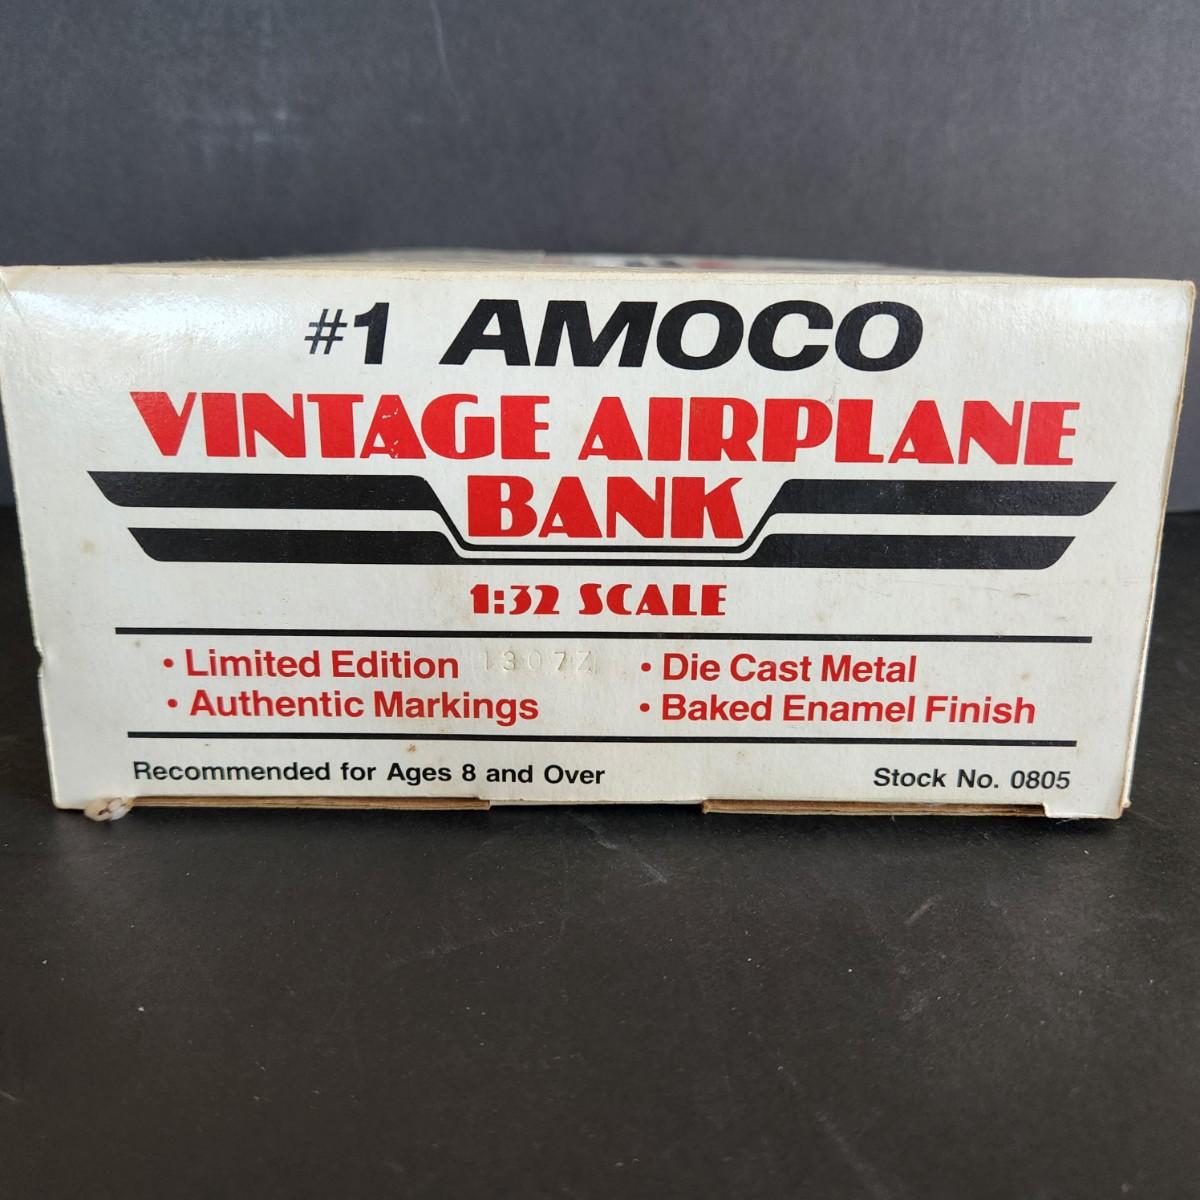 #1 AMOCO
VINTAGE AIRPLANE
BANK
1:32 SCALE
• Limited Edition 1307Z • Die Cast Metal
• Authentic Markings • Baked Enamel Finish
Recommended for Ages 8 and Over Stock No. 0805